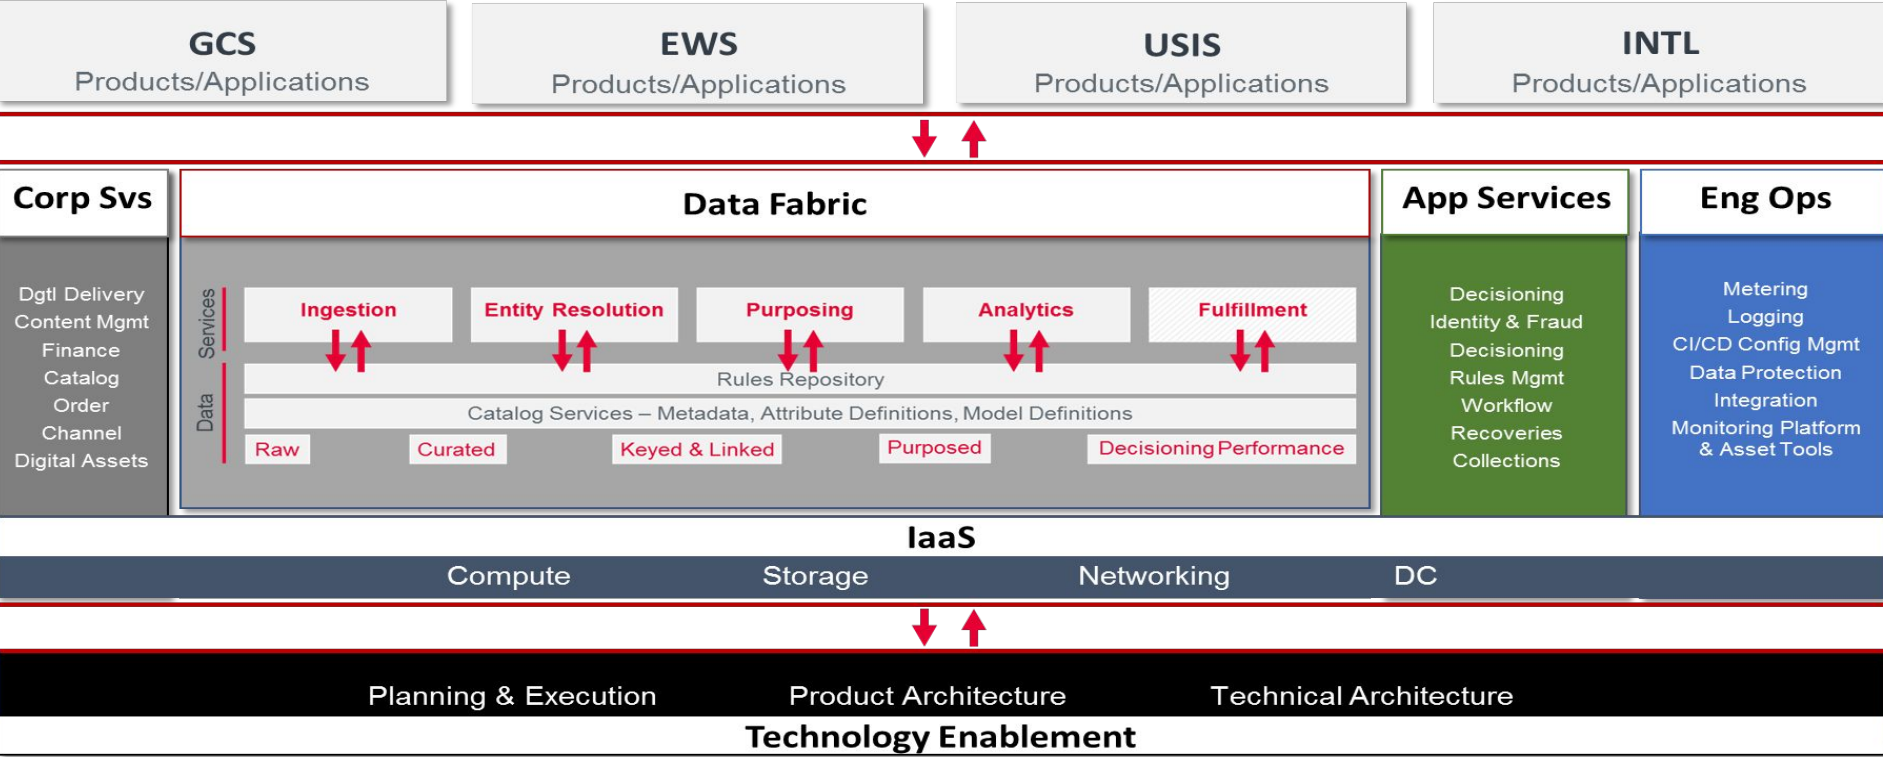 GCS
Products/Applications
EWS
Products/Applications
USIS
Products/Applications
INTL
Products/Applications
Corp Svs
Dgtl Delivery
Content Mgmt
Finance
Catalog
Order
Channel
Digital Assets
Data Fabric
Services
Ingestion
Entity Resolution
Purposing
Analytics
Fulfillment
Data
Rules Repository
Catalog Services – Metadata, Attribute Definitions, Model Definitions
Raw
Curated
Keyed & Linked
Purposed
Decisioning Performance
App Services
Decisioning
Identity & Fraud
Decisioning
Rules Mgmt
Workflow
Recoveries
Collections
Eng Ops
Metering
Logging
CI/CD Config Mgmt
Data Protection
Integration
Monitoring Platform
& Asset Tools
IaaS
Compute Storage Networking DC
Planning & Execution Product Architecture Technical Architecture
Technology Enablement